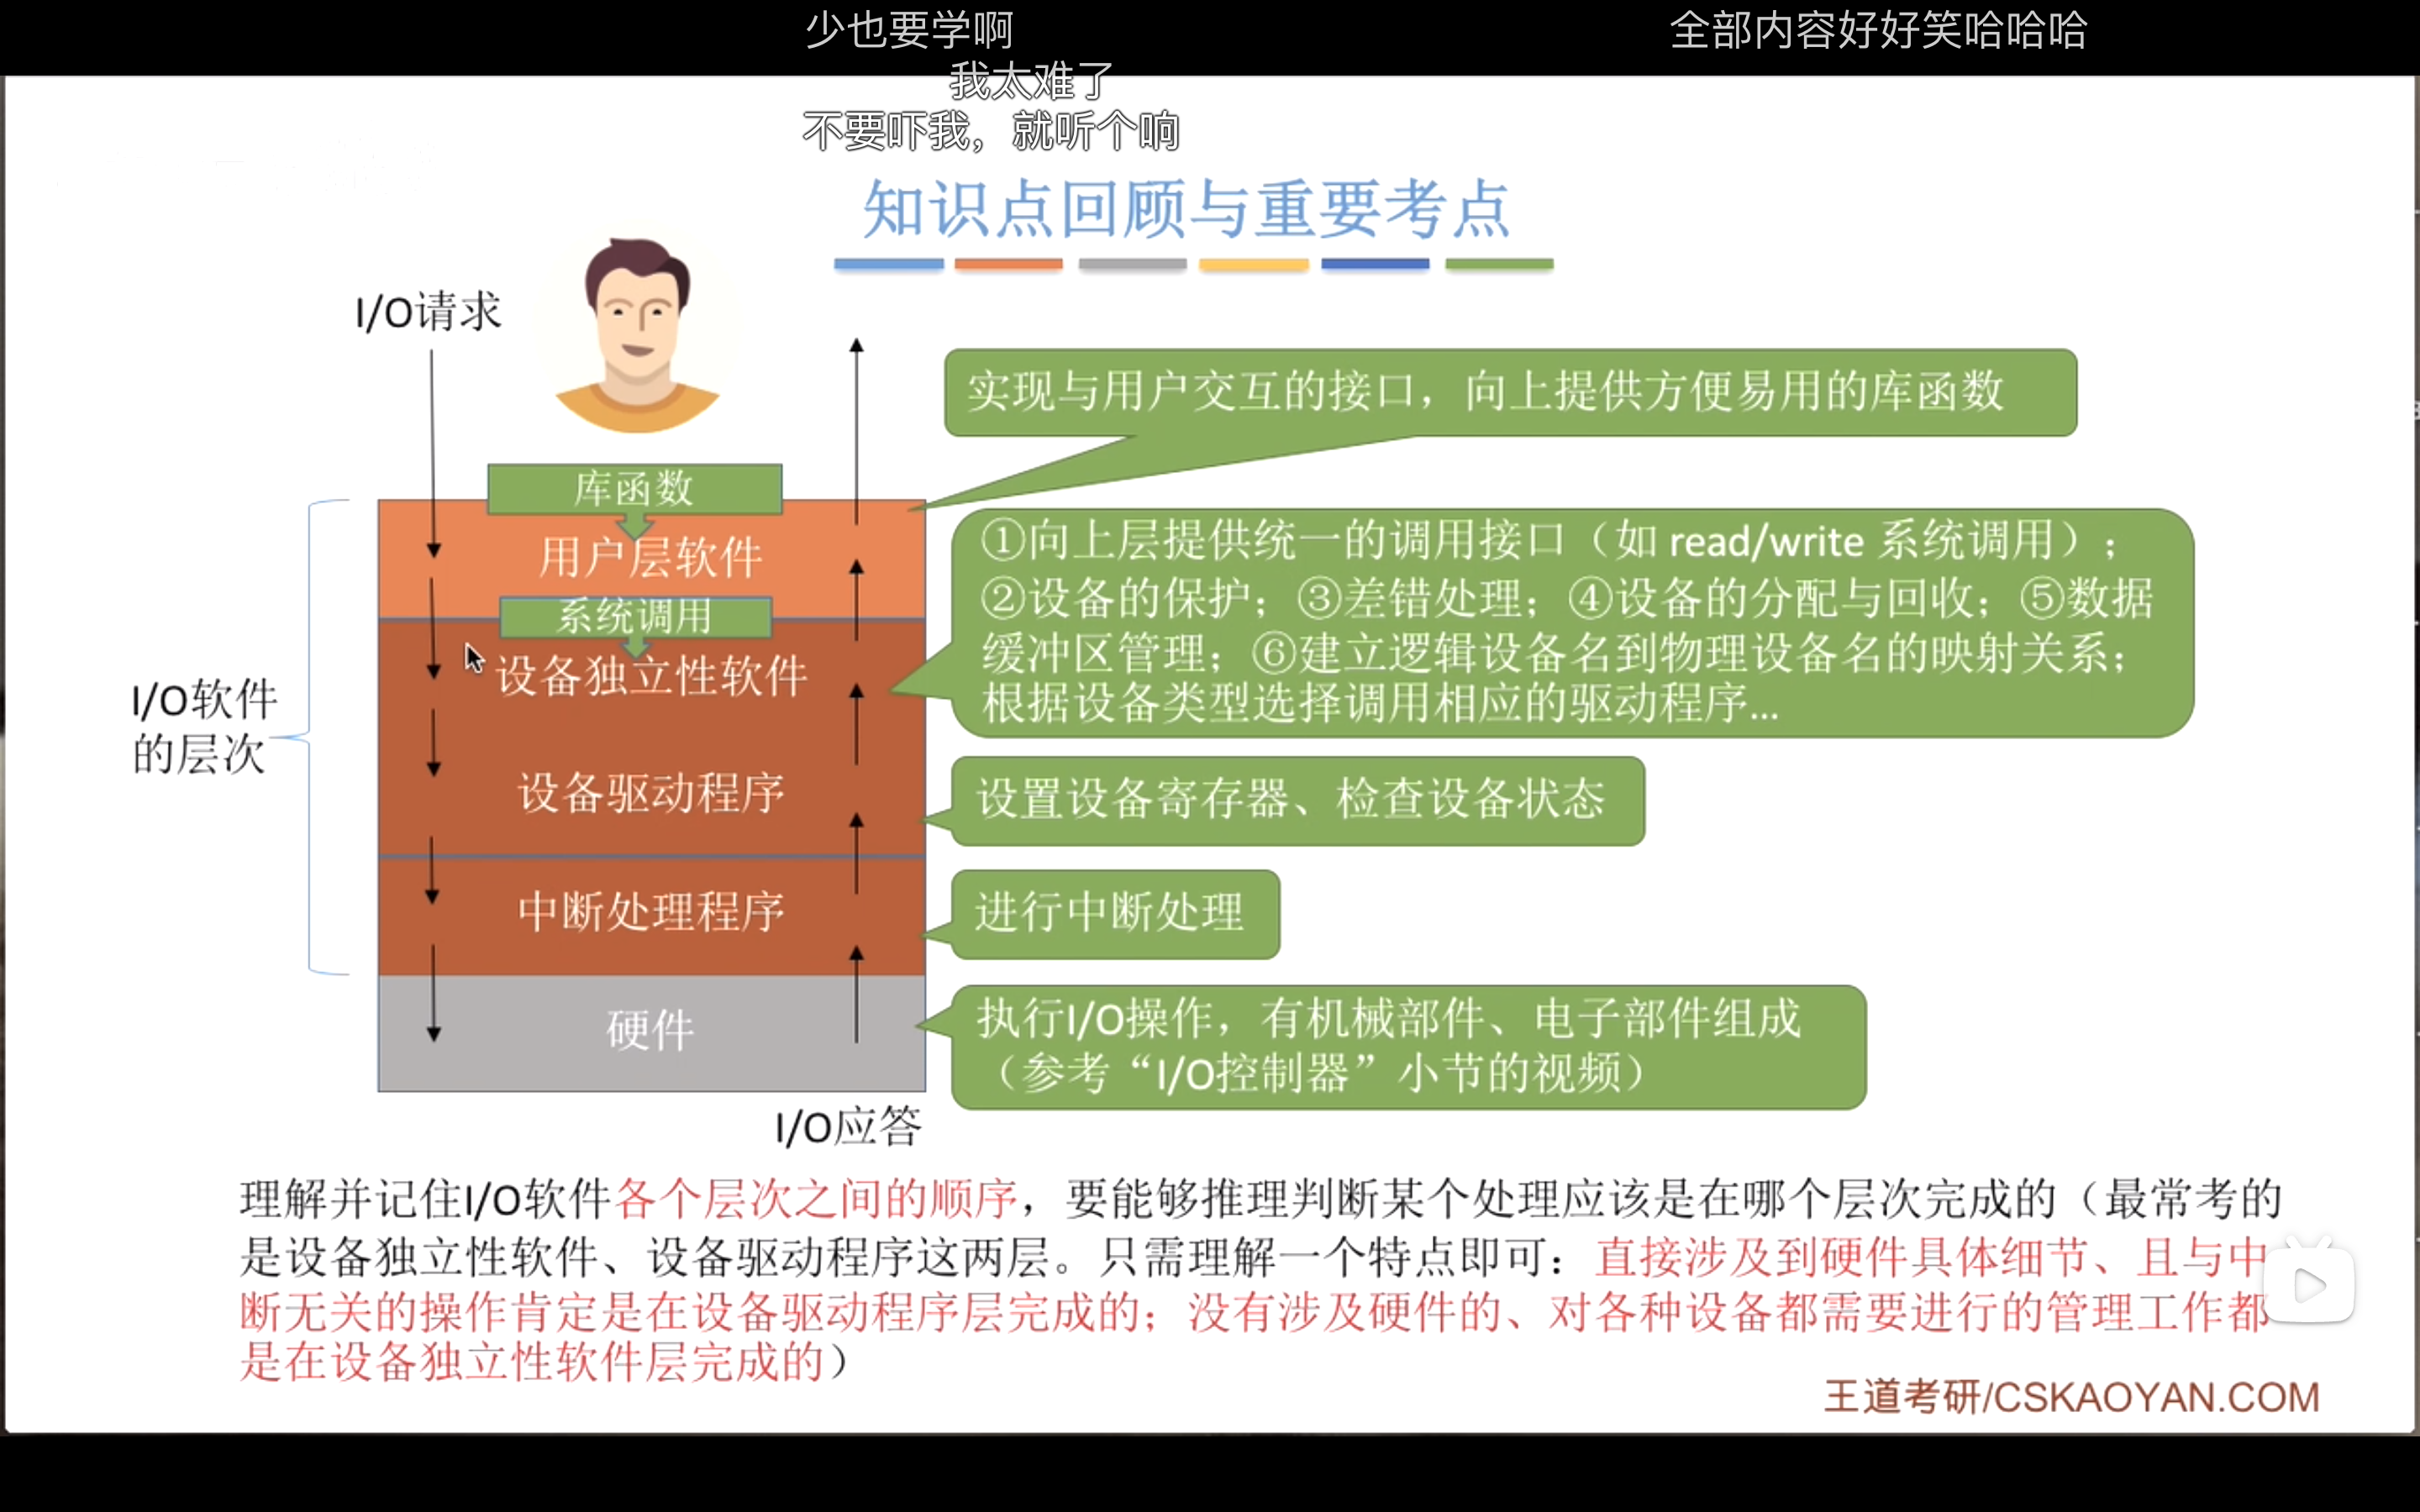 少也要学啊
全部内容好好笑哈哈哈
我太难了
不要吓我，就听个响
知识点回顾与重要考点
I/O请求
实现与用户交互的接口，向上提供方便易用的库函数
库函数
用户层软件
系统调用
设备独立性软件
①向上层提供统一的调用接口（如 read/write 系统调用）；
②设备的保护；③差错处理；④设备的分配与回收；⑤数据
缓冲区管理；⑥建立逻辑设备名到物理设备名的映射关系；
根据设备类型选择调用相应的驱动程序...
I/O软件
的层次
设备驱动程序
设置设备寄存器、检查设备状态
中断处理程序
进行中断处理
硬件
执行I/O操作，有机械部件、电子部件组成
（参考“I/O控制器”小节的视频）
I/O应答
理解并记住I/O软件各个层次之间的顺序，要能够推理判断某个处理应该是在哪个层次完成的（最常考的
是设备独立性软件、设备驱动程序这两层。只需理解一个特点即可：直接涉及到硬件具体细节、且与中
断无关的操作肯定是在设备驱动程序层完成的；没有涉及硬件的、对各种设备都需要进行的管理工作都
是在设备独立性软件层完成的）
王道考研/CSKAOYAN.COM